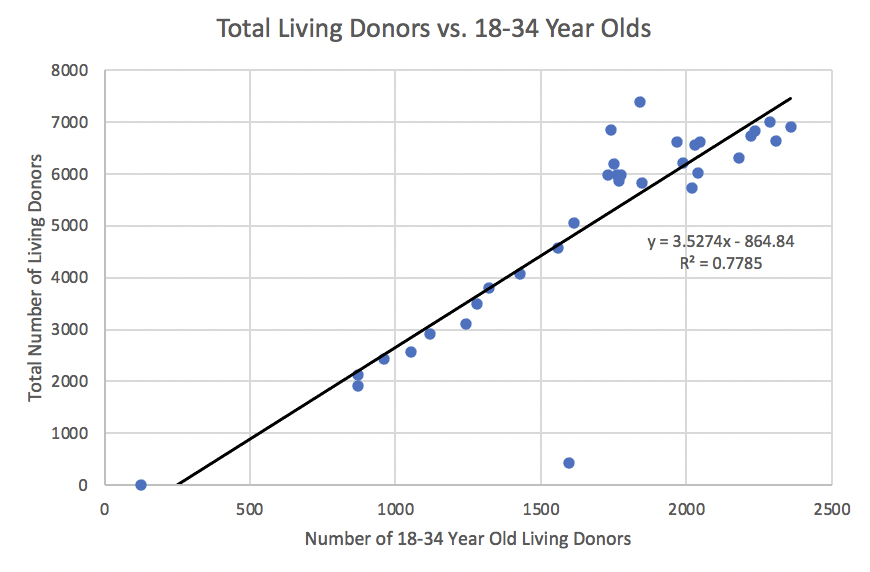 Total Living Donors vs. 18-34 Year Olds
8000
7000
6000
5000
4000
3000
2000
1000
0
Total Number of Living Donors
y = 3.5274x - 864.84
R² = 0.7785
0 500 1000 1500 2000 2500
Number of 18-34 Year Old Living Donors